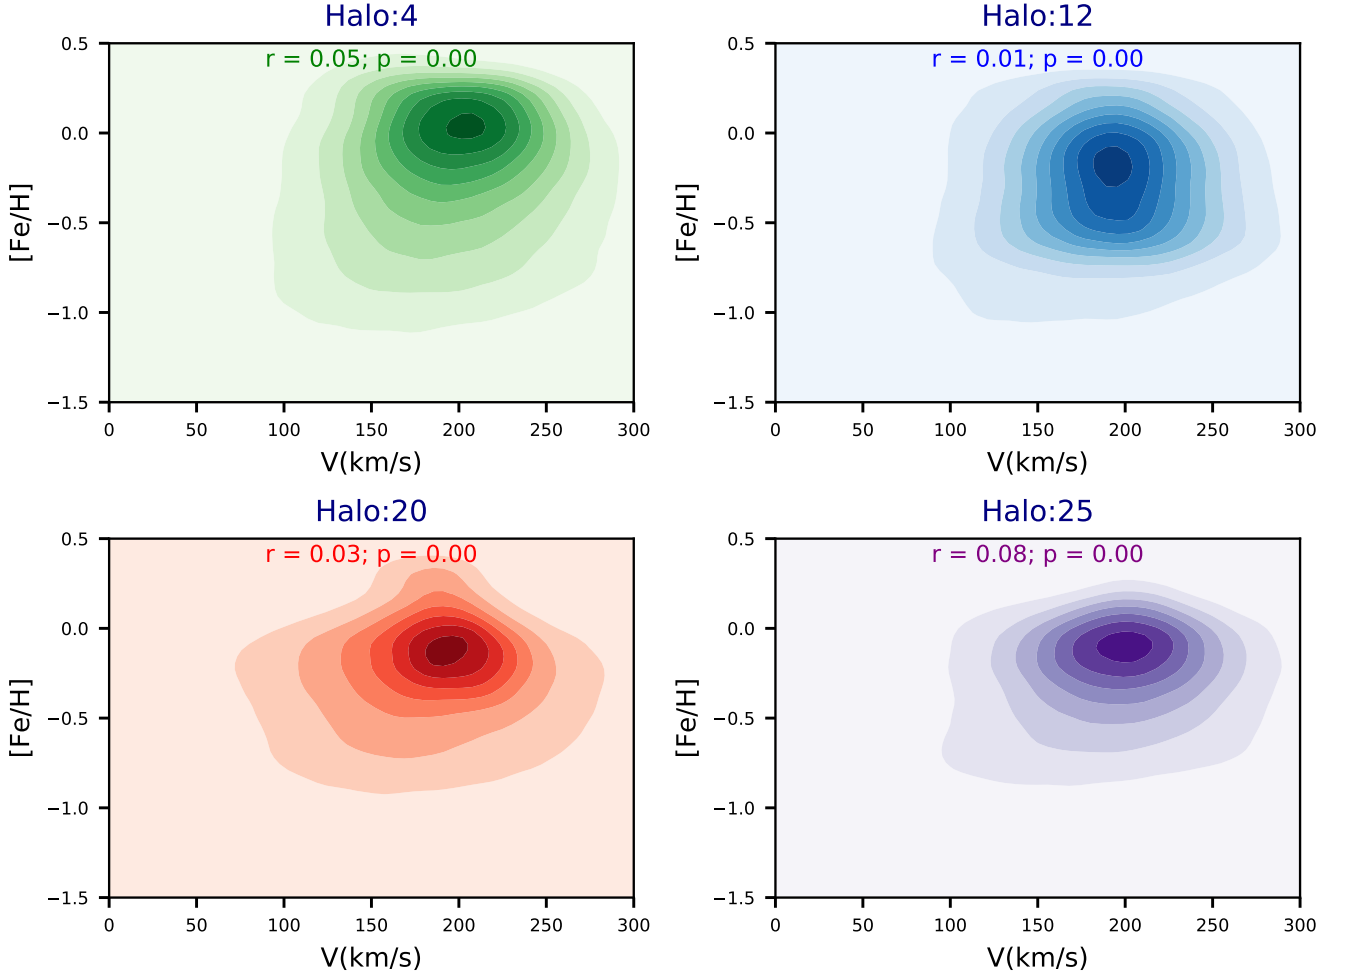 Halo:4
r = 0.05; p = 0.00
0.5
0.0
−0.5
−1.0
−1.5
[Fe/H]
0 50 100 150 200 250 300
V(km/s)
Halo:12
r = 0.01; p = 0.00
0.5
0.0
−0.5
−1.0
−1.5
[Fe/H]
0 50 100 150 200 250 300
V(km/s)
Halo:20
r = 0.03; p = 0.00
0.5
0.0
−0.5
−1.0
−1.5
[Fe/H]
0 50 100 150 200 250 300
V(km/s)
Halo:25
r = 0.08; p = 0.00
0.5
0.0
−0.5
−1.0
−1.5
[Fe/H]
0 50 100 150 200 250 300
V(km/s)